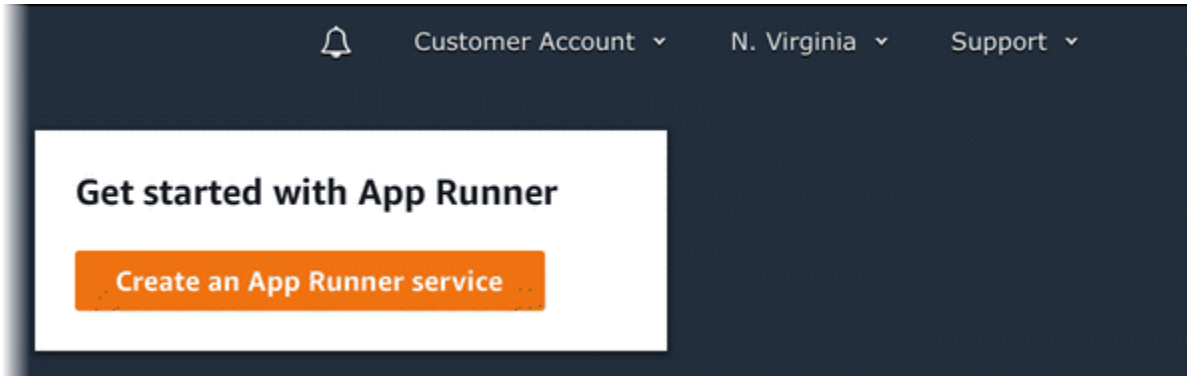 Customer Account N. Virginia Support
Get started with App Runner
Create an App Runner service